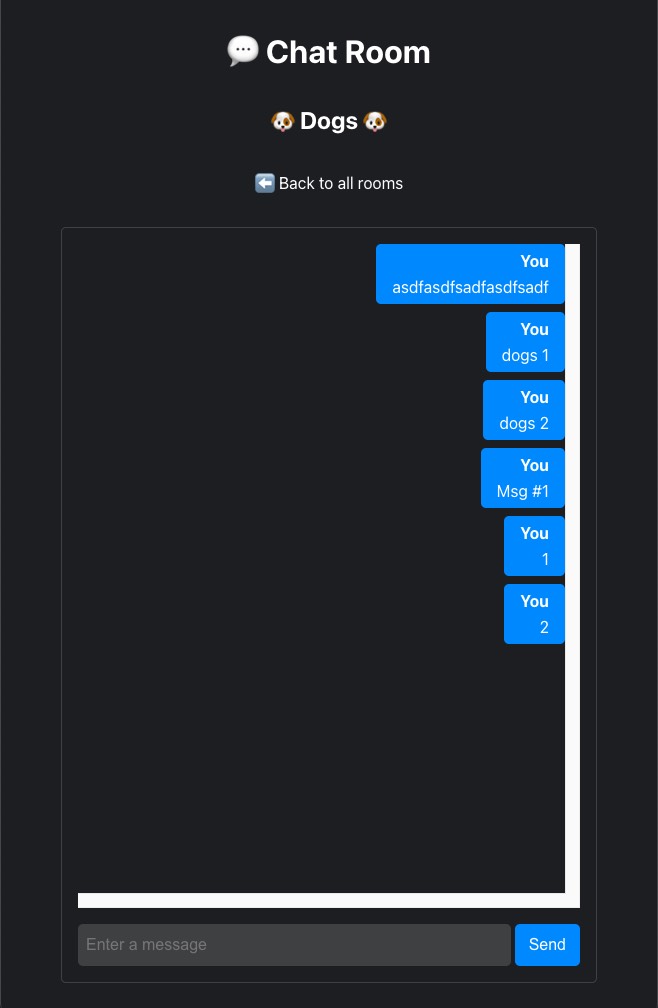 💬 Chat Room
🐶 Dogs 🐶
⬅️ Back to all rooms
You
asdfasdfsadfasdfsadf
You
dogs 1
You
dogs 2
You
Msg #1
You
1
You
2
Enter a message
Send